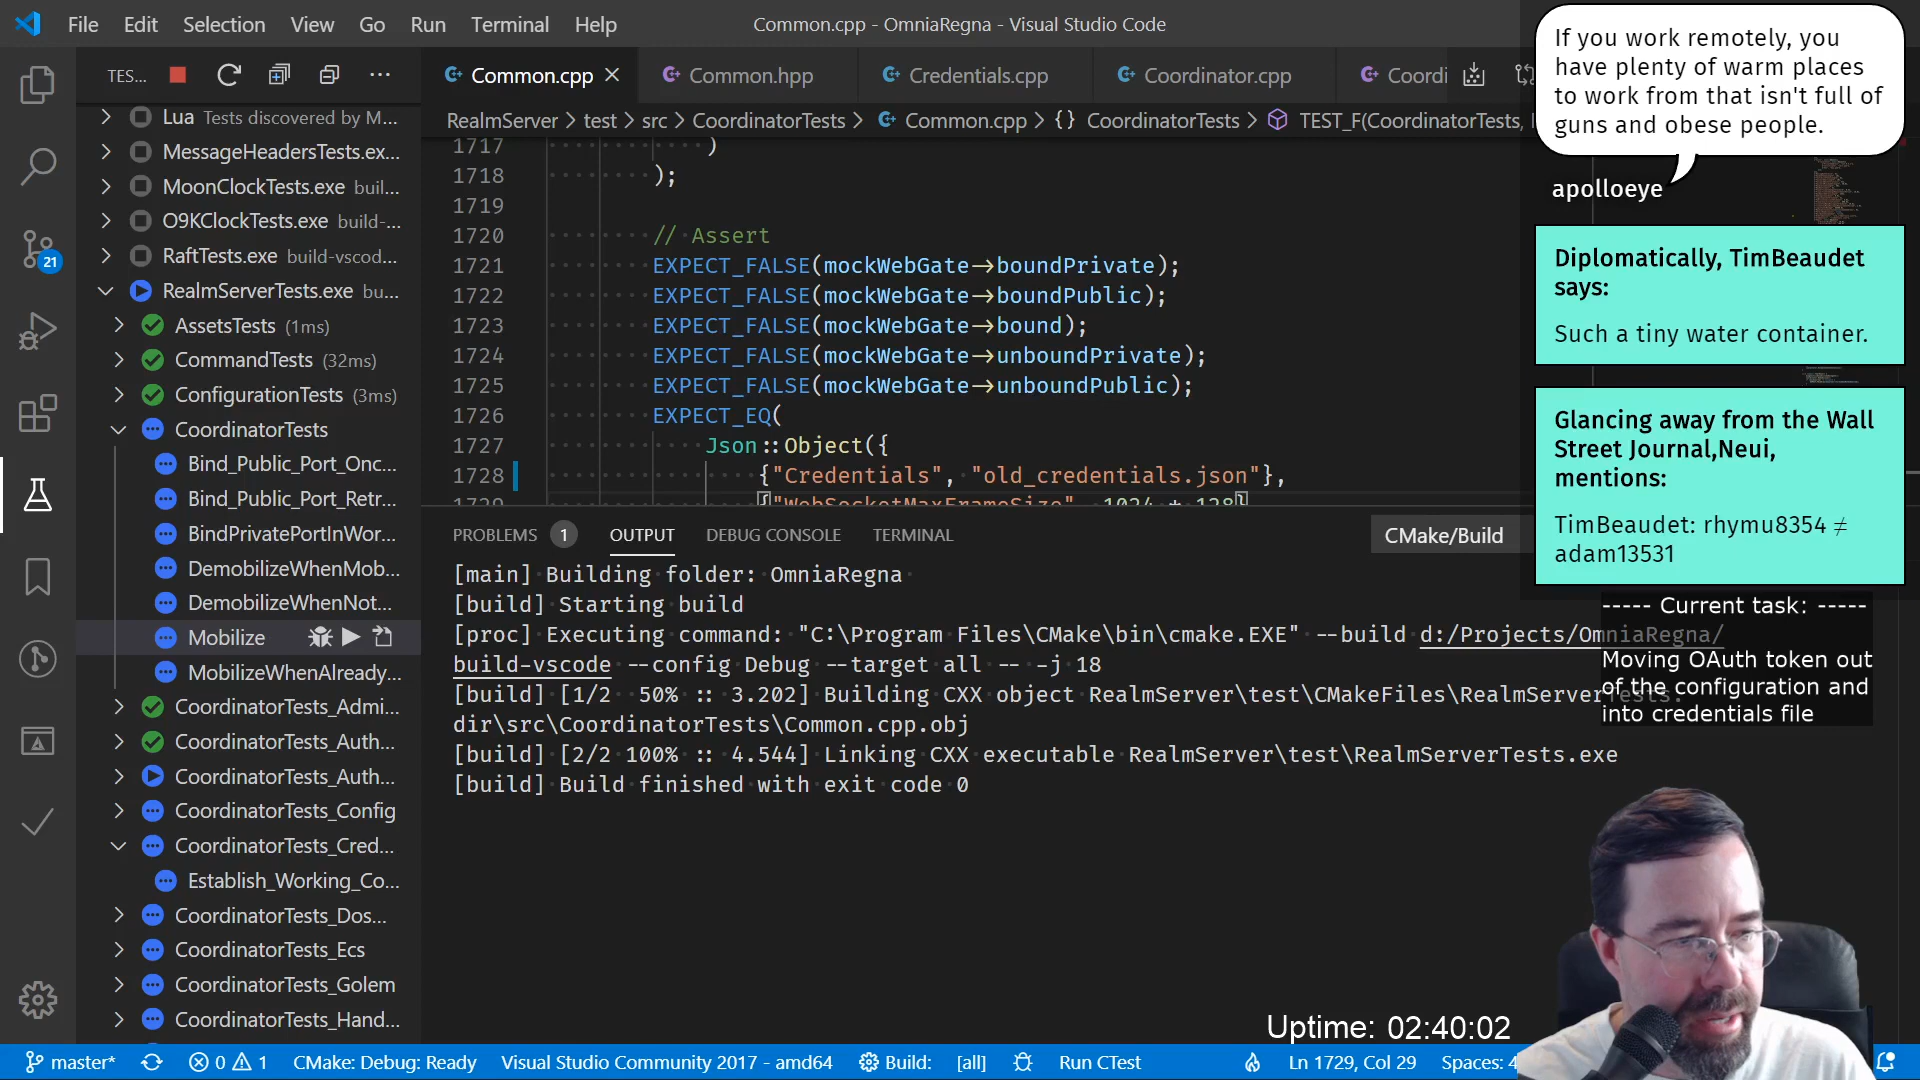 File Edit Selection View Go Run Terminal Help
Common.cpp - OmniaRegna - Visual Studio Code
TES...
Common.cpp
Common.hpp
Credentials.cpp
Coordinator.cpp
Coordi
RealmServer > test > src > CoordinatorTests > Common.cpp > {} CoordinatorTests > TEST_F(CoordinatorTests,
Lua Tests discovered by M...
MessageHeadersTests.ex...
MoonClockTests.exe buil...
O9KClockTests.exe build-...
RaftTests.exe build-vscod...
RealmServerTests.exe bu...
AssetsTests (1ms)
CommandTests (32ms)
ConfigurationTests (3ms)
CoordinatorTests
Bind_Public_Port_Onc...
Bind_Public_Port_Retr...
BindPrivatePortInWor...
DemobilizeWhenMob...
DemobilizeWhenNot...
Mobilize
MobilizeWhenAlready...
CoordinatorTests_Admi...
CoordinatorTests_Auth...
CoordinatorTests_Auth...
CoordinatorTests_Config
CoordinatorTests_Cred...
Establish_Working_Co...
CoordinatorTests_Dos...
CoordinatorTests_Ecs
CoordinatorTests_Golem
CoordinatorTests_Hand...
21
1717 )
1718 );
1719
1720 // Assert
1721 EXPECT_FALSE(mockWebGate->boundPrivate);
1722 EXPECT_FALSE(mockWebGate->boundPublic);
1723 EXPECT_FALSE(mockWebGate->bound);
1724 EXPECT_FALSE(mockWebGate->unboundPrivate);
1725 EXPECT_FALSE(mockWebGate->unboundPublic);
1726 EXPECT_EQ(
1727 Json::Object({
1728 {"Credentials", "old_credentials.json"},
1729 {"WebSocketMaxFrameSize", 1024 * 128}
PROBLEMS 1 OUTPUT DEBUG CONSOLE TERMINAL
CMake/Build
[main] Building folder: OmniaRegna
[build] Starting build
[proc] Executing command: "C:\Program Files\CMake\bin\cmake.EXE" --build d:/Projects/OmniaRegna/
build-vscode --config Debug --target all -- -j 18
[build] [1/2  50% :: 3.202] Building CXX object RealmServer\test\CMakeFiles\RealmServerTests.
dir\src\CoordinatorTests\Common.cpp.obj
[build] [2/2 100% :: 4.544] Linking CXX executable RealmServer\test\RealmServerTests.exe
[build] Build finished with exit code 0
If you work remotely, you
have plenty of warm places
to work from that isn't full of
guns and obese people.
apolloeye
Diplomatically, TimBeaudet
says:
Such a tiny water container.
Glancing away from the Wall
Street Journal,Neui,
mentions:
TimBeaudet: rhymu8354 ≠
adam13531
----- Current task: -----
Moving OAuth token out
of the configuration and
into credentials file
Uptime: 02:40:02
master* 0 1 CMake: Debug: Ready Visual Studio Community 2017 - amd64 Build: [all] Run CTest Ln 1729, Col 29 Spaces: 4